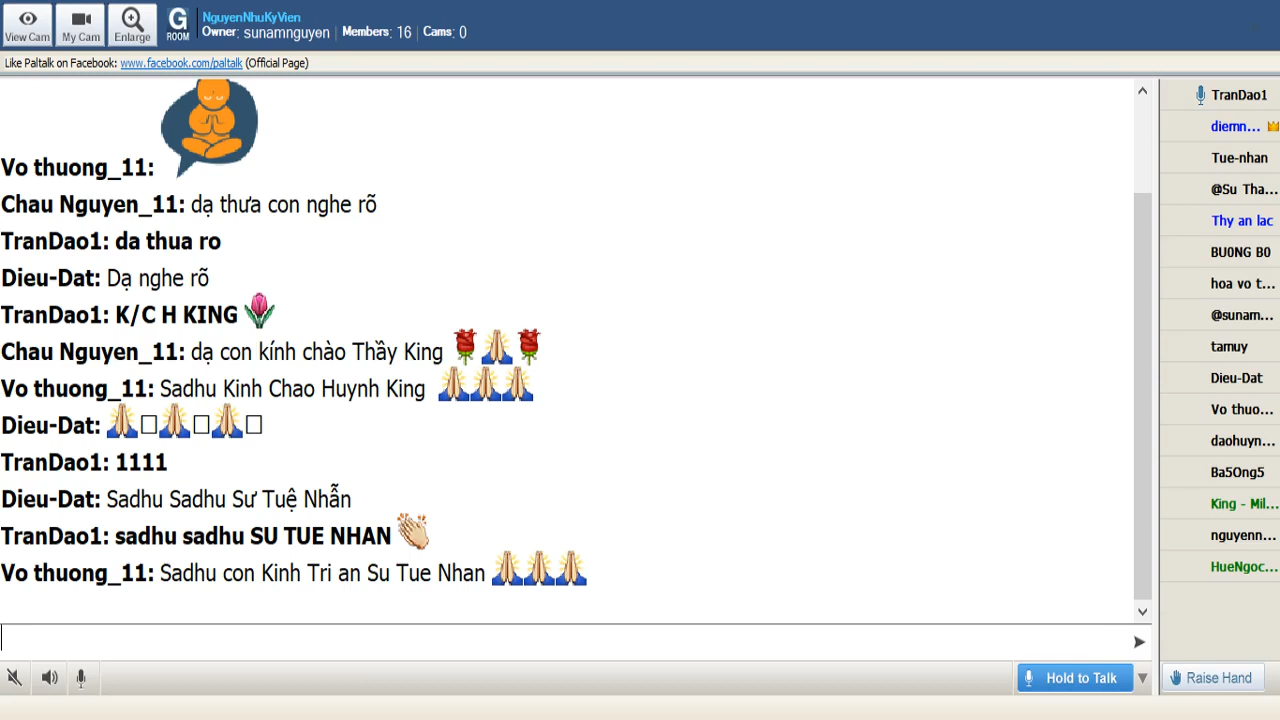 View Cam
My Cam
Enlarge
G
ROOM
NguyenNhuKyVien
Owner: sunamnguyen | Members: 16 | Cams: 0
Like Paltalk on Facebook: www.facebook.com/paltalk (Official Page)
Vo thuong_11:
Chau Nguyen_11: dạ thưa con nghe rõ
TranDao1: da thua ro
Dieu-Dat: Dạ nghe rõ
TranDao1: K/C H KING 🌷
Chau Nguyen_11: dạ con kính chào Thầy King 🌹🙏🌹
Vo thuong_11: Sadhu Kinh Chao Huynh King 🙏🙏🙏
Dieu-Dat: 🙏□🙏□🙏□
TranDao1: 1111
Dieu-Dat: Sadhu Sadhu Sư Tuệ Nhẫn
TranDao1: sadhu sadhu SU TUE NHAN 👏
Vo thuong_11: Sadhu con Kinh Tri an Su Tue Nhan 🙏🙏🙏
Hold to Talk
TranDao1
diemn...
Tue-nhan
@Su Tha...
Thy an lac
BU0NG B0
hoa vo t...
@sunam...
tamuy
Dieu-Dat
Vo thuo...
daohuyn...
Ba5Ong5
King - Mil...
nguyenn...
HueNgoc...
Raise Hand